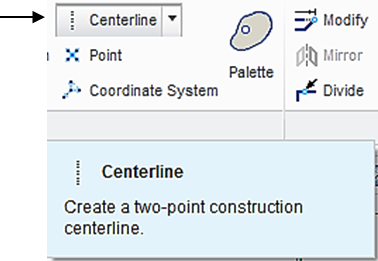 Centerline
Modify
Point
Mirror
Palette
Coordinate System
Divide
Centerline
Create a two-point construction
centerline.